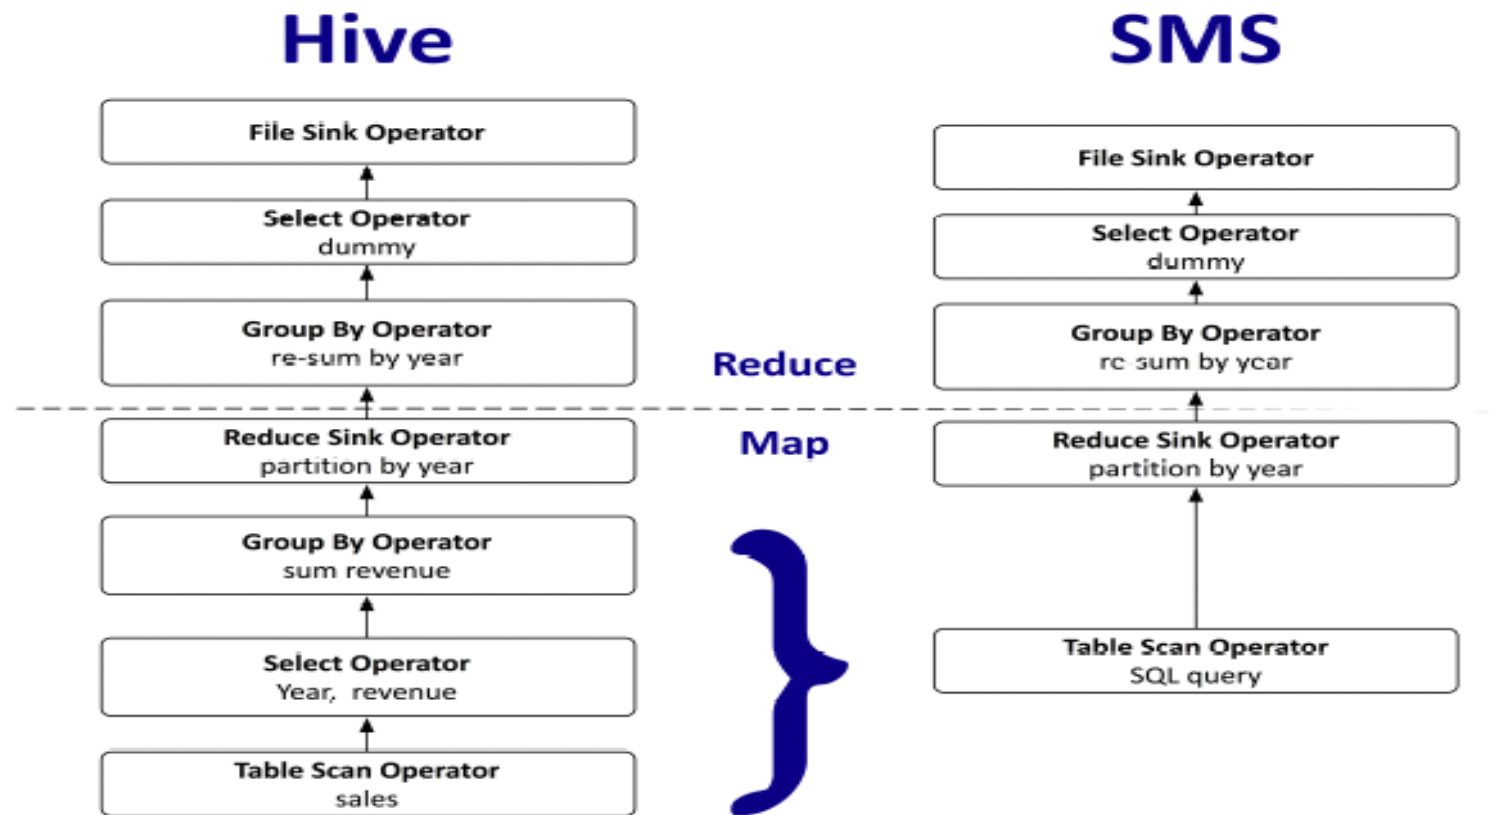 Hive
File Sink Operator
Select Operator
dummy
Group By Operator
re-sum by year
Reduce Sink Operator
partition by year
Group By Operator
sum revenue
Select Operator
Year, revenue
Table Scan Operator
sales
Reduce
Map
SMS
File Sink Operator
Select Operator
dummy
Group By Operator
re-sum by year
Reduce Sink Operator
partition by year
Table Scan Operator
SQL query